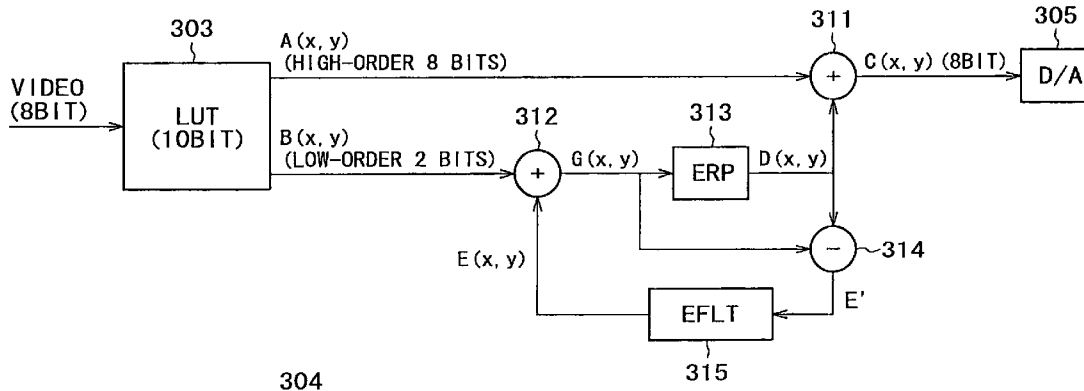 303
A(x,y)
(HIGH-ORDER 8 BITS)
311
305
VIDEO
(8BIT)
LUT
(10BIT)
+
C(x,y)(8BIT)
D/A
B(x,y)
(LOW-ORDER 2 BITS)
312
313
+
G(x,y)
ERP
D(x,y)
E(x,y)
−
314
EFLT
E'
315
304